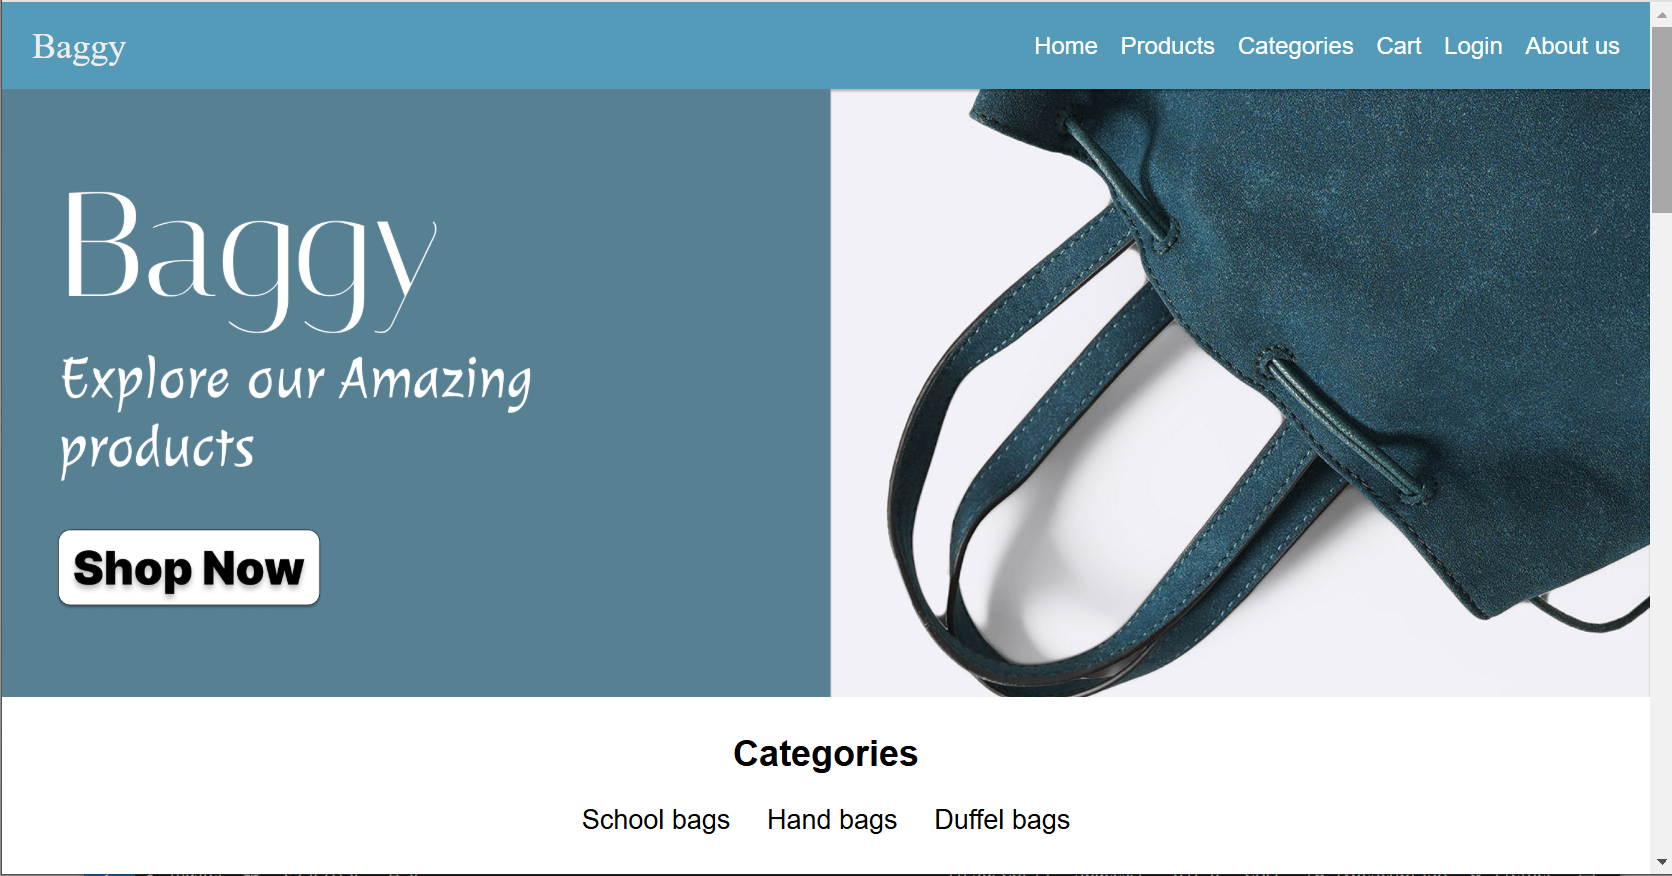 Baggy
Home Products Categories Cart Login About us
Baggy
Explore our Amazing
products
Shop Now
Categories
School bags Hand bags Duffel bags